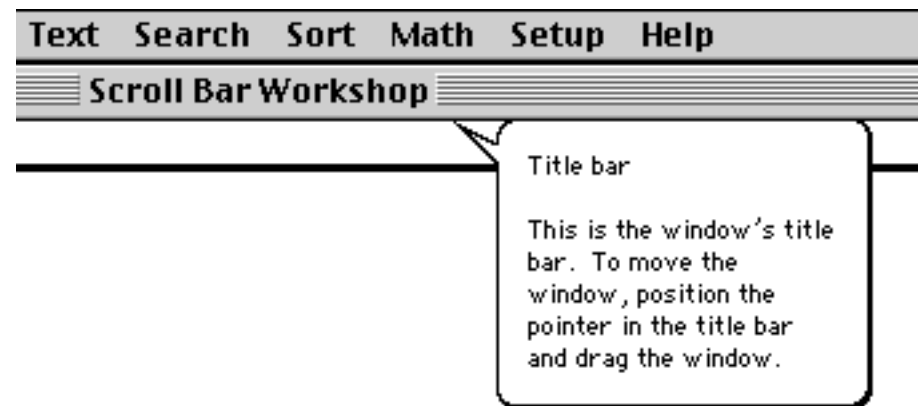 Text Search Sort Math Setup Help
Scroll Bar Workshop
Title bar
This is the window's title
bar. To move the
window, position the
pointer in the title bar
and drag the window.